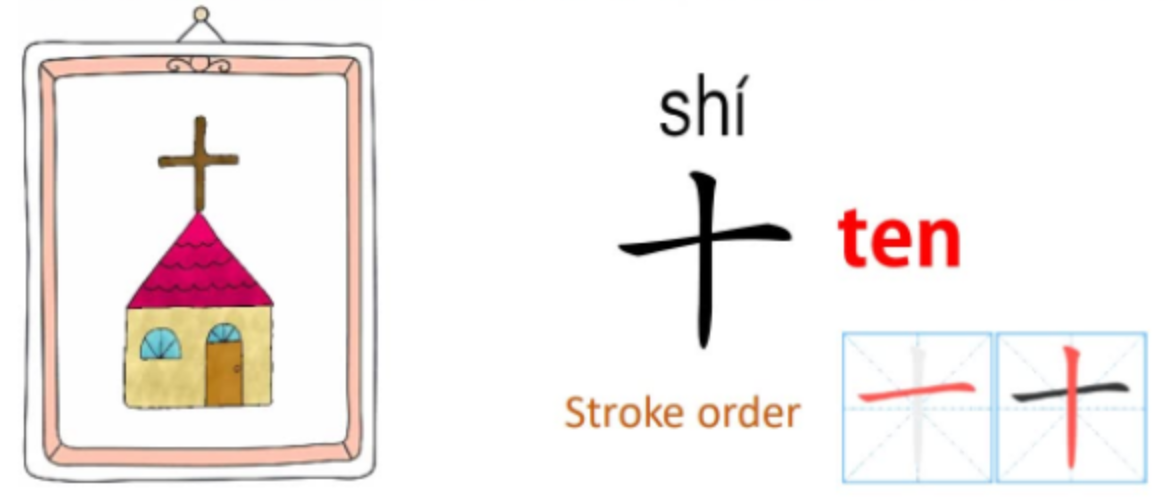 shí
十
ten
Stroke order